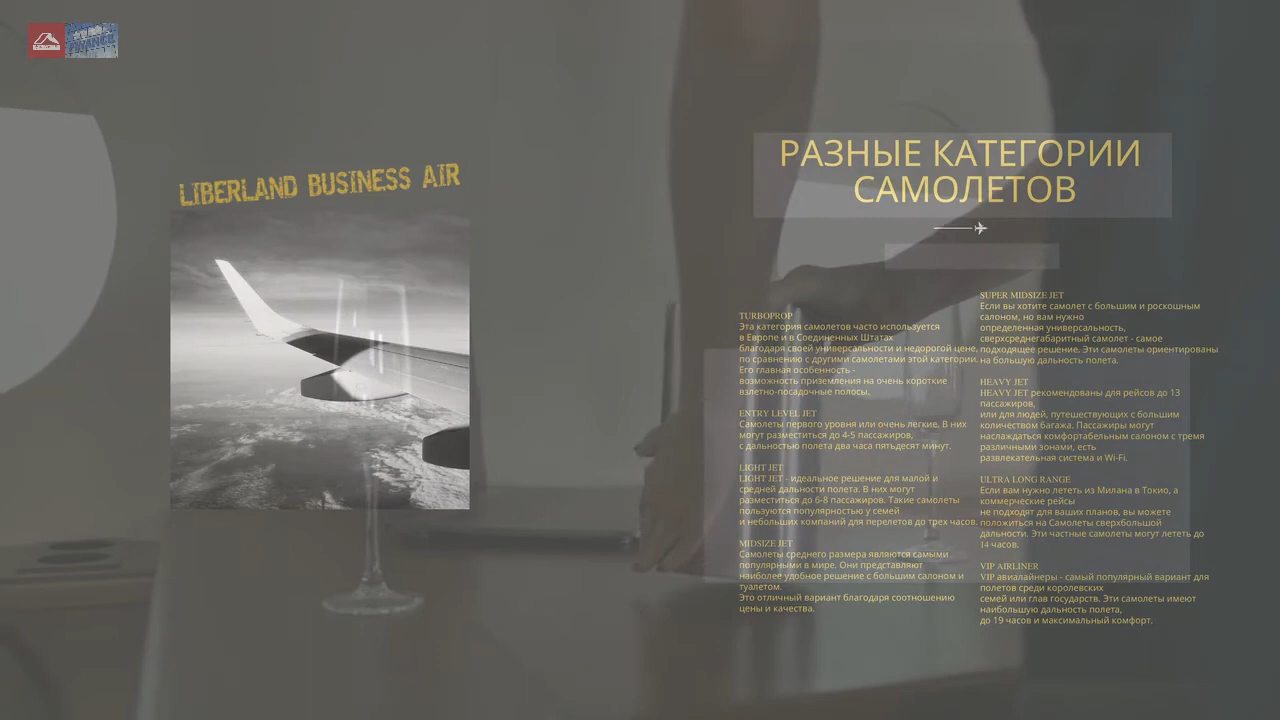 LIBERLAND BUSINESS AIR
РАЗНЫЕ КАТЕГОРИИ
САМОЛЕТОВ
TURBOPROP
Эта категория самолетов часто используется
в Европе и в Соединенных Штатах
благодаря своей универсальности и недорогой цене,
по сравнению с другими самолетами этой категории.
Его главная особенность -
возможность приземления на очень короткие
взлетно-посадочные полосы.
ENTRY LEVEL JET
Самолеты первого уровня или очень легкие. В них
могут разместиться до 4-5 пассажиров,
с дальностью полета два часа пятьдесят минут.
LIGHT JET
LIGHT JET - идеальное решение для малой и
средней дальности полета. В них могут
разместиться до 6-8 пассажиров. Такие самолеты
пользуются популярностью у семей
и небольших компаний для перелетов до трех часов.
MIDSIZE JET
Самолеты среднего размера являются самыми
популярными в мире. Они представляют
наиболее удобное решение с большим салоном и
туалетом.
Это отличный вариант благодаря соотношению
цены и качества.
SUPER MIDSIZE JET
Если вы хотите самолет с большим и роскошным
салоном, но вам нужно
определенная универсальность,
сверхсреднегабаритный самолет - самое
подходящее решение. Эти самолеты ориентированы
на большую дальность полета.
HEAVY JET
HEAVY JET рекомендованы для рейсов до 13
пассажиров,
или для людей, путешествующих с большим
количеством багажа. Пассажиры могут
наслаждаться комфортабельным салоном с тремя
различными зонами, есть
развлекательная система и Wi-Fi.
ULTRA LONG RANGE
Если вам нужно лететь из Милана в Токио, а
коммерческие рейсы
не подходят для ваших планов, вы можете
положиться на Самолеты сверхбольшой
дальности. Эти частные самолеты могут лететь до
14 часов.
VIP AIRLINER
VIP авиалайнеры - самый популярный вариант для
полетов среди королевских
семей или глав государств. Эти самолеты имеют
наибольшую дальность полета,
до 19 часов и максимальный комфорт.